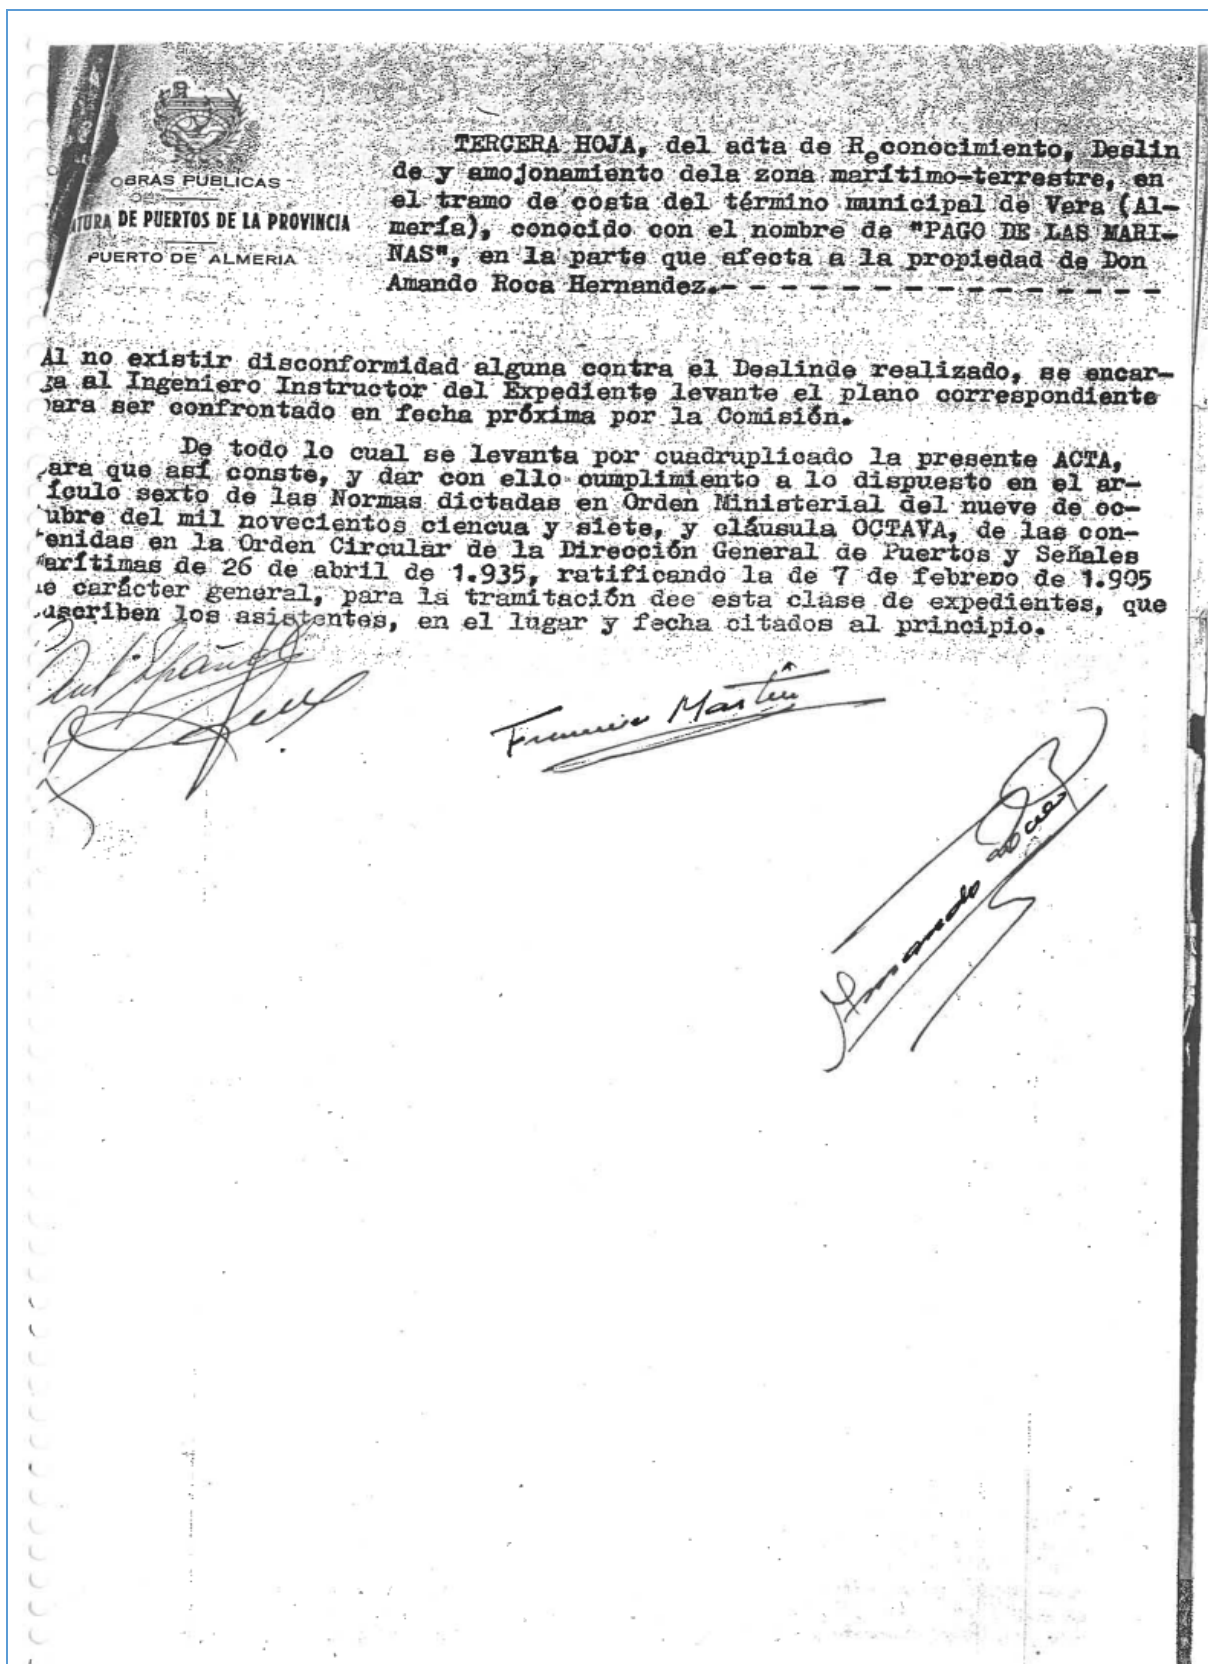 OBRAS PUBLICAS
ATURA DE PUERTOS DE LA PROVINCIA
PUERTO DE ALMERIA
TERCERA HOJA, del adta de Reconocimiento, Deslin
de y amojonamiento dela zona marítimo-terrestre, en
el tramo de costa del término municipal de Vera (Al-
mería), conocido con el nombre de "PAGO DE LAS MARI-
NAS", en la parte que afecta a la propiedad de Don
Amando Roca Hernandez.- - - - - - - - - - - - - - -
Al no existir disconformidad alguna contra el Deslinde realizado, se encar-
ga al Ingeniero Instructor del Expediente levante el plano correspondiente
para ser confrontado en fecha próxima por la Comisión.
De todo lo cual se levanta por cuadruplicado la presente ACTA,
para que así conste, y dar con ello cumplimiento a lo dispuesto en el ar-
ículo sexto de las Normas dictadas en Orden Ministerial del nueve de oc-
ubre del mil novecientos ciencua y siete, y cláusula OCTAVA, de las con-
tenidas en la Orden Circular de la Dirección General de Puertos y Señales
Marítimas de 26 de abril de 1.935, ratificando la de 7 de febrero de 1.905
de carácter general, para la tramitación dee esta clase de expedientes, que
suscriben los asistentes, en el lugar y fecha citados al principio.
Martín
Amando